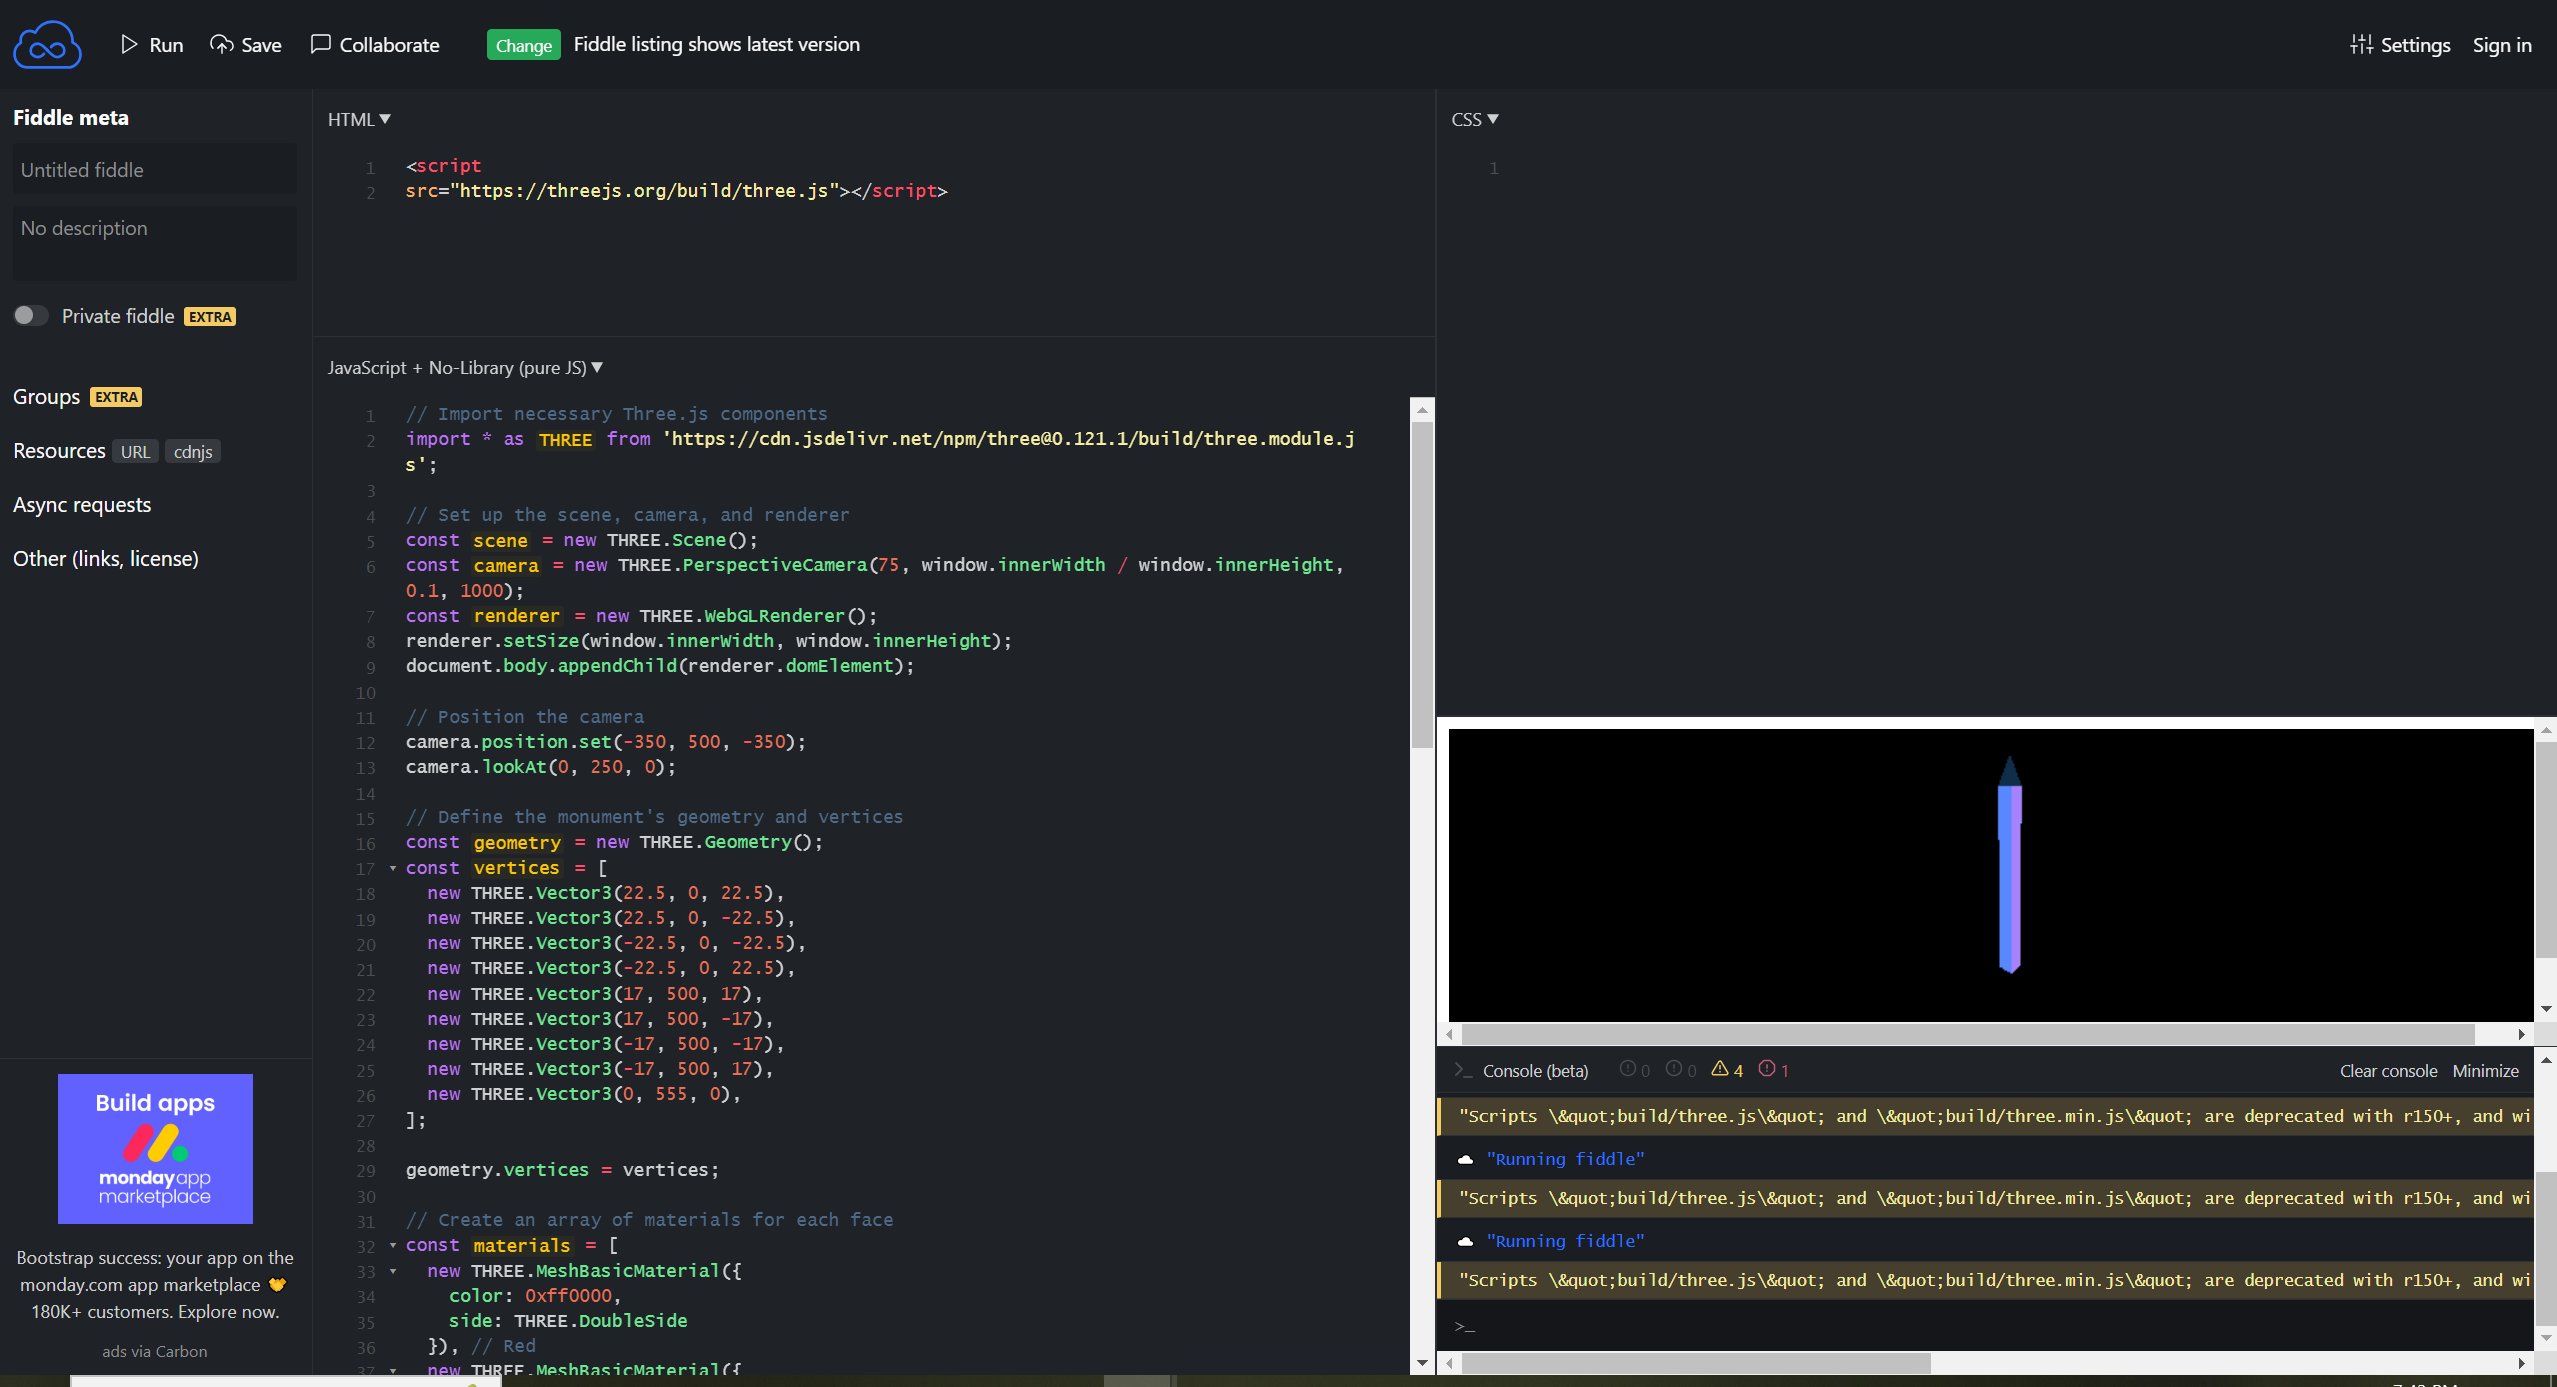 Run
Save
Collaborate
Change
Fiddle listing shows latest version
Settings
Sign in
Fiddle meta
Untitled fiddle
No description
Private fiddle EXTRA
Groups EXTRA
Resources URL cdnjs
Async requests
Other (links, license)
Build apps
monday app
marketplace
Bootstrap success: your app on the
monday.com app marketplace 🤝
180K+ customers. Explore now.
ads via Carbon
HTML ▼
1 <script
2 src="https://threejs.org/build/three.js"></script>
JavaScript + No-Library (pure JS) ▼
1 // Import necessary Three.js components
2 import * as THREE from 'https://cdn.jsdelivr.net/npm/three@0.121.1/build/three.module.j
s';
3
4 // Set up the scene, camera, and renderer
5 const scene = new THREE.Scene();
6 const camera = new THREE.PerspectiveCamera(75, window.innerWidth / window.innerHeight,
0.1, 1000);
7 const renderer = new THREE.WebGLRenderer();
8 renderer.setSize(window.innerWidth, window.innerHeight);
9 document.body.appendChild(renderer.domElement);
10
11 // Position the camera
12 camera.position.set(-350, 500, -350);
13 camera.lookAt(0, 250, 0);
14
15 // Define the monument's geometry and vertices
16 const geometry = new THREE.Geometry();
17 const vertices = [
18 new THREE.Vector3(22.5, 0, 22.5),
19 new THREE.Vector3(22.5, 0, -22.5),
20 new THREE.Vector3(-22.5, 0, -22.5),
21 new THREE.Vector3(-22.5, 0, 22.5),
22 new THREE.Vector3(17, 500, 17),
23 new THREE.Vector3(17, 500, -17),
24 new THREE.Vector3(-17, 500, -17),
25 new THREE.Vector3(-17, 500, 17),
26 new THREE.Vector3(0, 555, 0),
27 ];
28
29 geometry.vertices = vertices;
30
31 // Create an array of materials for each face
32 const materials = [
33 new THREE.MeshBasicMaterial({
34 color: 0xff0000,
35 side: THREE.DoubleSide
36 }), // Red
37 new THREE.MeshBasicMaterial({
CSS ▼
1
>_ Console (beta) 0 0 4 1 Clear console Minimize
"Scripts \&quot;build/three.js\&quot; and \&quot;build/three.min.js\&quot; are deprecated with r150+, and wi
"Running fiddle"
"Scripts \&quot;build/three.js\&quot; and \&quot;build/three.min.js\&quot; are deprecated with r150+, and wi
"Running fiddle"
"Scripts \&quot;build/three.js\&quot; and \&quot;build/three.min.js\&quot; are deprecated with r150+, and wi
>_